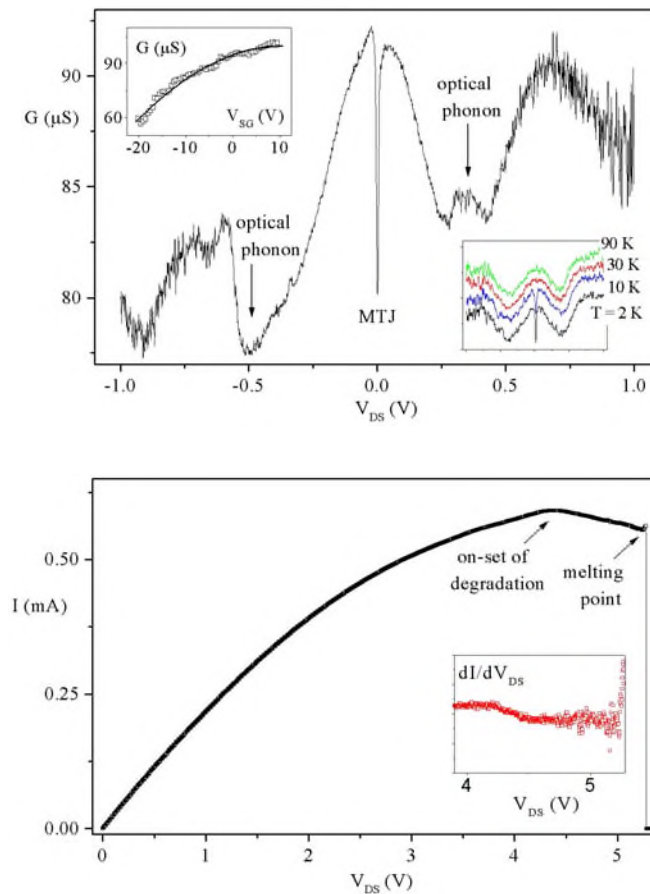 G (μS)
90
60
V_SG (V)
-20 -10 0 10
90
85
80
G (μS)
optical
phonon
optical
phonon
MTJ
90 K
30 K
10 K
T = 2 K
-1.0 -0.5 0.0 0.5 1.0
V_DS (V)
0.50
0.25
0.00
I (mA)
on-set of
degradation
melting
point
dI/dV_DS
4 5
V_DS (V)
0 1 2 3 4 5
V_DS (V)